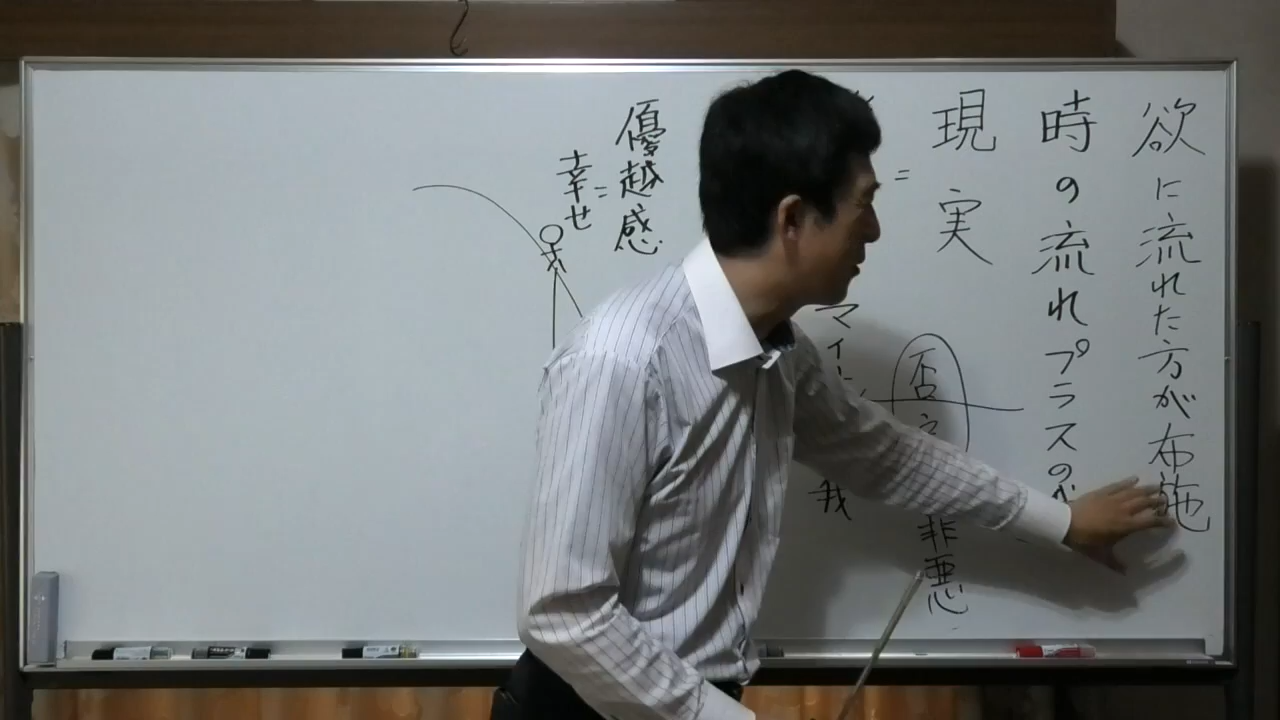 欲に流れた方が布施
時の流れプラスの
現実
=
否
非悪
マイ
我
優越感
=
幸せ